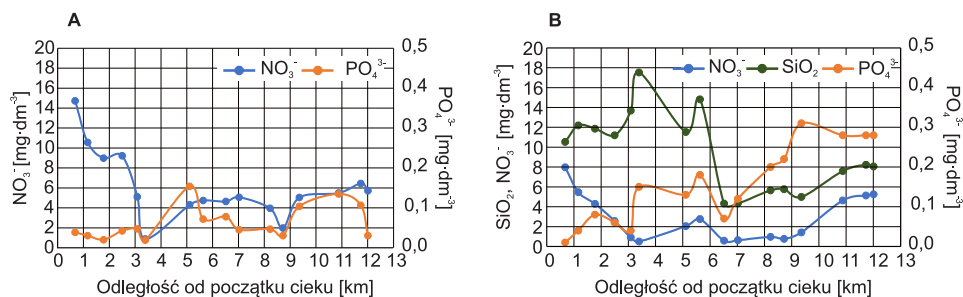 A
NO₃⁻ [mg·dm⁻³]
20
18
16
14
12
10
8
6
4
2
0
NO₃⁻ PO₄³⁻
0,5
0,4
0,3
0,2
0,1
0,0
PO₄³⁻ [mg·dm⁻³]
0 1 2 3 4 5 6 7 8 9 10 11 12 13
Odległość od początku cieku [km]
B
SiO₂, NO₃⁻ [mg·dm⁻³]
20
18
16
14
12
10
8
6
4
2
0
NO₃⁻ SiO₂ PO₄³⁻
0,5
0,4
0,3
0,2
0,1
0,0
PO₄³⁻ [mg·dm⁻³]
0 1 2 3 4 5 6 7 8 9 10 11 12 13
Odległość od początku cieku [km]